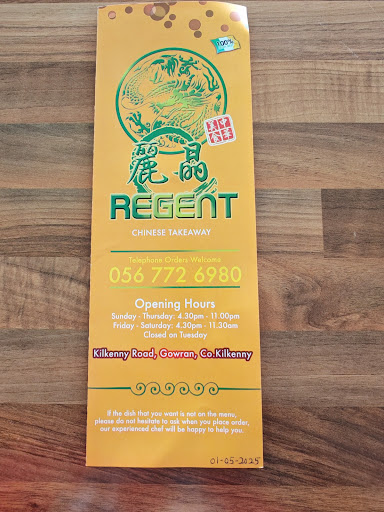 100%
麗晶
REGENT
CHINESE TAKEAWAY
Telephone Orders Welcome
056 772 6980
Opening Hours
Sunday - Thursday: 4.30pm - 11:00pm
Friday - Saturday: 4.30pm - 11.30am
Closed on Tuesday
Kilkenny Road, Gowran, Co.Kilkenny
If the dish that you want is not on the menu,
please do not hesitate to ask when you place order,
our experienced chef will be happy to help you.
01-05-2025